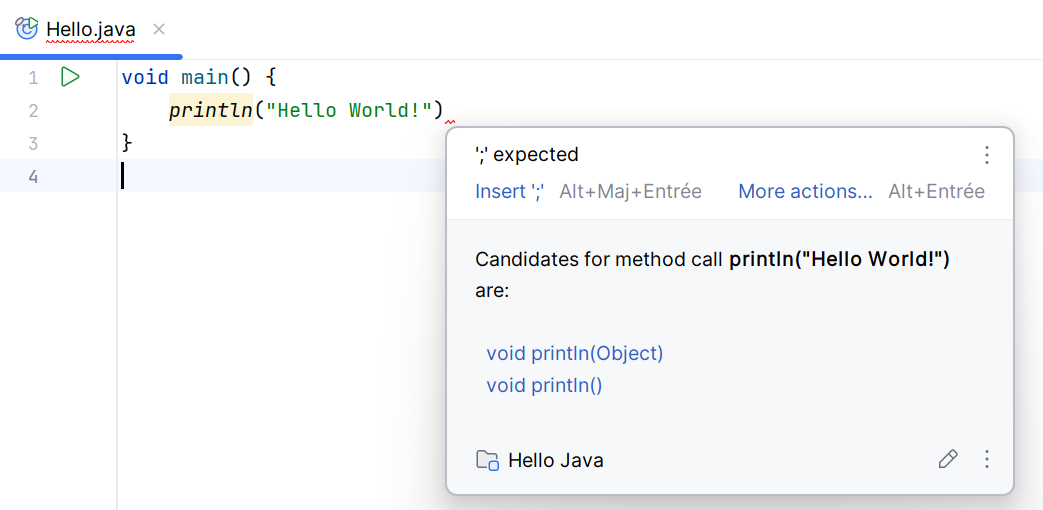 Hello.java
1 void main() {
2 println("Hello World!")
3 }
4
';' expected
Insert ';' Alt+Maj+Entrée More actions... Alt+Entrée
Candidates for method call println("Hello World!")
are:
void println(Object)
void println()
Hello Java